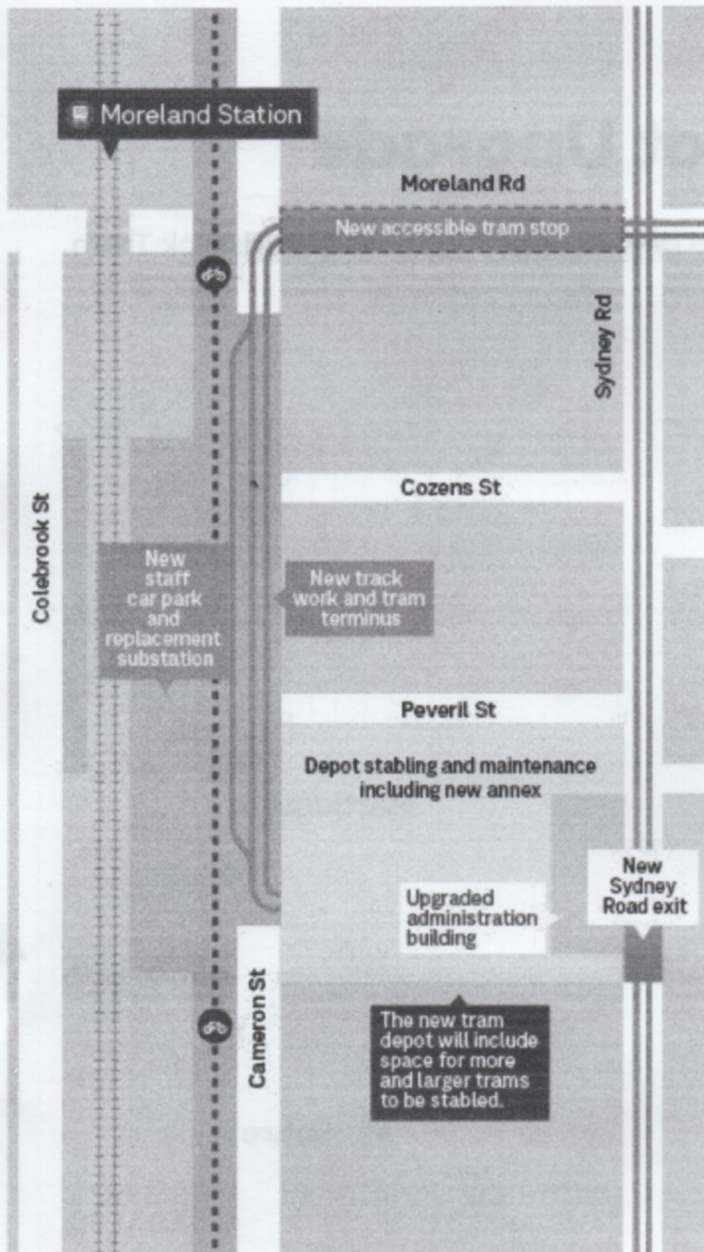 Moreland Station
Moreland Rd
New accessible tram stop
Sydney Rd
Cozens St
Colebrook St
New
staff
car park
and
replacement
substation
New track
work and tram
terminus
Peveril St
Depot stabling and maintenance
including new annex
New
Sydney
Road exit
Upgraded
administration
building
Cameron St
The new tram
depot will include
space for more
and larger trams
to be stabled.